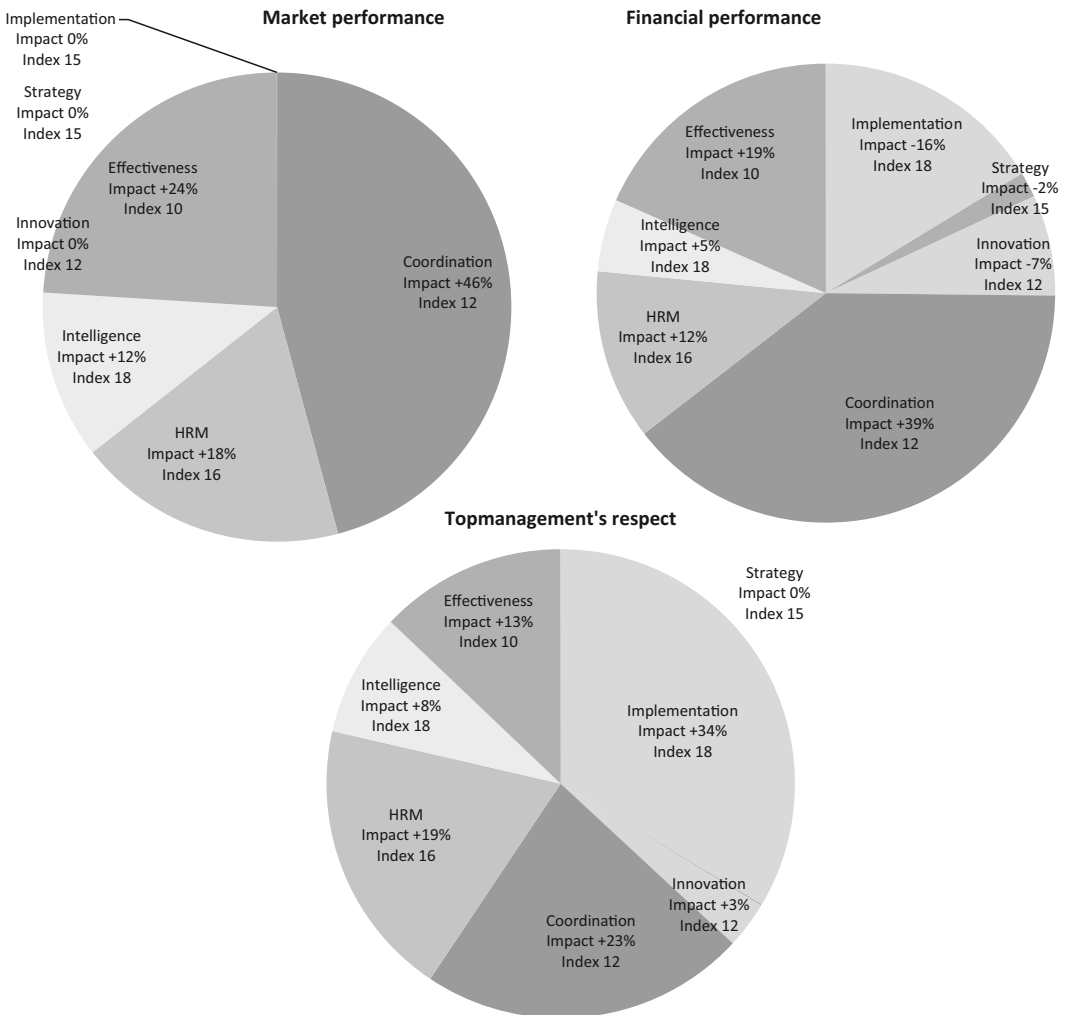 Market performance
Implementation
Impact 0%
Index 15
Strategy
Impact 0%
Index 15
Effectiveness
Impact +24%
Index 10
Innovation
Impact 0%
Index 12
Coordination
Impact +46%
Index 12
Intelligence
Impact +12%
Index 18
HRM
Impact +18%
Index 16
Financial performance
Effectiveness
Impact +19%
Index 10
Implementation
Impact -16%
Index 18
Strategy
Impact -2%
Index 15
Intelligence
Impact +5%
Index 18
Innovation
Impact -7%
Index 12
HRM
Impact +12%
Index 16
Coordination
Impact +39%
Index 12
Topmanagement's respect
Strategy
Impact 0%
Index 15
Effectiveness
Impact +13%
Index 10
Intelligence
Impact +8%
Index 18
Implementation
Impact +34%
Index 18
HRM
Impact +19%
Index 16
Innovation
Impact +3%
Index 12
Coordination
Impact +23%
Index 12